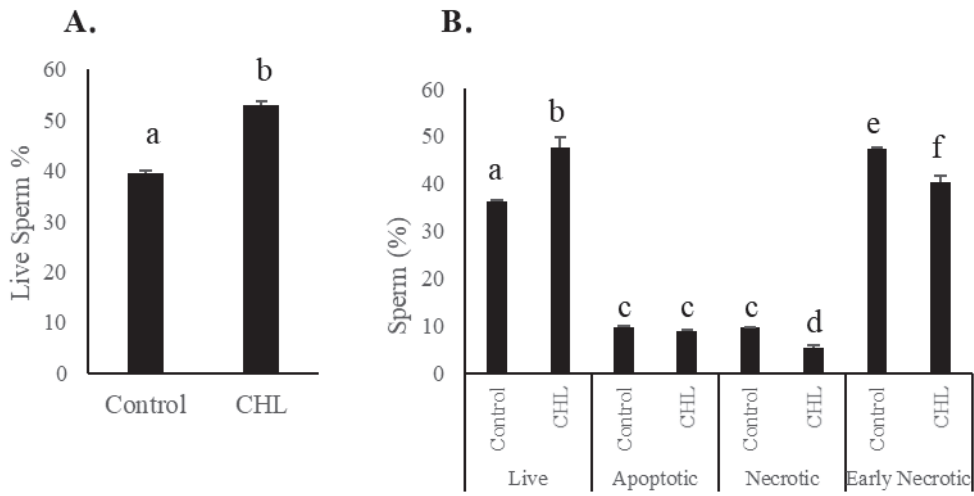 A.
Live Sperm %
60
50
40
30
20
10
0
a
b
Control
CHL
B.
Sperm (%)
60
50
40
30
20
10
0
a
b
c
c
c
d
e
f
Control
CHL
Control
CHL
Control
CHL
Control
CHL
Live
Apoptotic
Necrotic
Early Necrotic